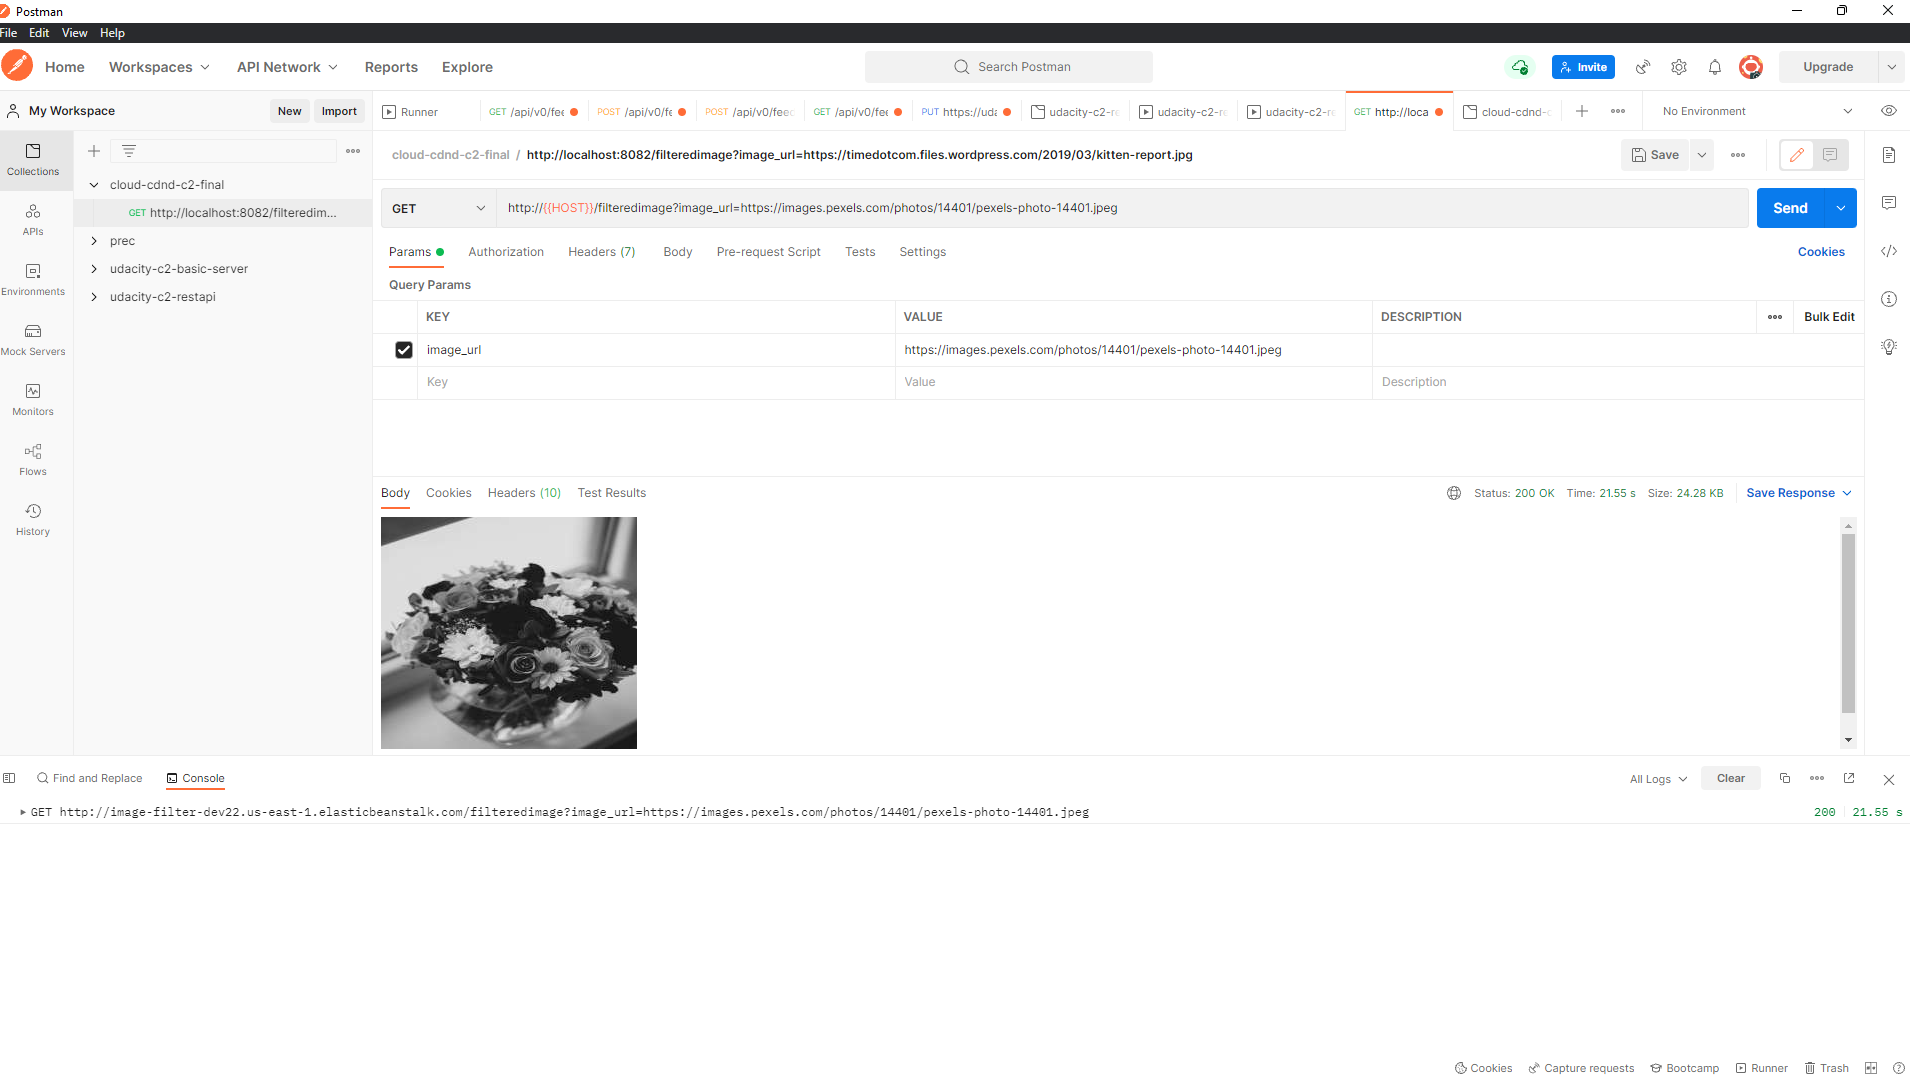 Postman
File Edit View Help
Home Workspaces API Network Reports Explore Search Postman Invite Upgrade
My Workspace New Import Runner GET /api/v0/fee POST /api/v0/fe POST /api/v0/feed GET /api/v0/fee PUT https://uda udacity-c2-re udacity-c2-re udacity-c2-re GET http://loca cloud-cdnd-c No Environment
Collections
cloud-cdnd-c2-final / http://localhost:8082/filteredimage?image_url=https://timedotcom.files.wordpress.com/2019/03/kitten-report.jpg Save
cloud-cdnd-c2-final
GET http://localhost:8082/filteredim...
prec
udacity-c2-basic-server
udacity-c2-restapi
APIs
Environments
Mock Servers
Monitors
Flows
History
GET http://{{HOST}}/filteredimage?image_url=https://images.pexels.com/photos/14401/pexels-photo-14401.jpeg Send
Params Authorization Headers (7) Body Pre-request Script Tests Settings Cookies
Query Params
KEY VALUE DESCRIPTION Bulk Edit
image_url https://images.pexels.com/photos/14401/pexels-photo-14401.jpeg
Key Value Description
Body Cookies Headers (10) Test Results Status: 200 OK Time: 21.55 s Size: 24.28 KB Save Response
Find and Replace Console All Logs Clear
GET http://image-filter-dev22.us-east-1.elasticbeanstalk.com/filteredimage?image_url=https://images.pexels.com/photos/14401/pexels-photo-14401.jpeg 200 21.55 s
Cookies Capture requests Bootcamp Runner Trash